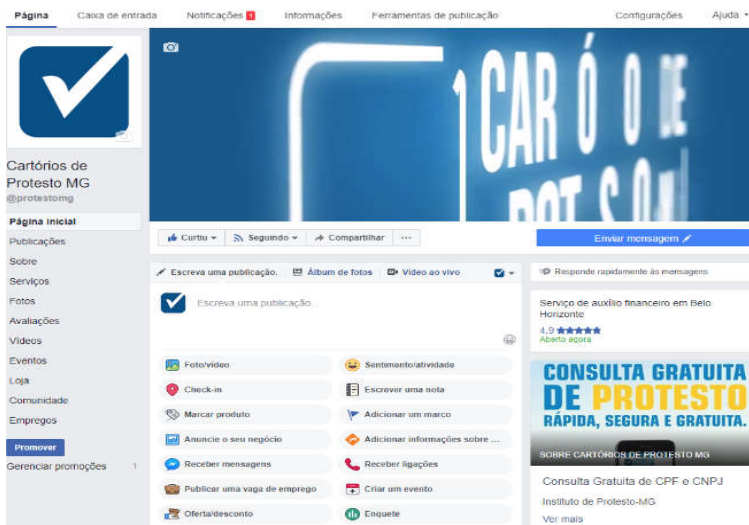 Página Caixa de entrada Notificações 1 Informações Ferramentas de publicação Configurações Ajuda
CAR Ó O E
Cartórios de
Protesto MG
@protestomg
Página inicial
Publicações
Sobre
Serviços
Fotos
Avaliações
Vídeos
Eventos
Loja
Comunidade
Empregos
Promover
Gerenciar promoções 1
Curtiu Seguindo Compartilhar ...
Escreva uma publicação. Álbum de fotos Vídeo ao vivo
Escreva uma publicação...
Foto/vídeo Sentimento/atividade
Check-in Escrever uma nota
Marcar produto Adicionar um marco
Anuncie o seu negócio Adicionar informações sobre ...
Receber mensagens Receber ligações
Publicar uma vaga de emprego Criar um evento
Oferta/desconto Enquete
Enviar mensagem
Responde rapidamente às mensagens
Serviço de auxílio financeiro em Belo
Horizonte
4,9 ★★★★★
Aberto agora
CONSULTA GRATUITA
DE PROTESTO
RÁPIDA, SEGURA E GRATUITA.
SOBRE CARTÓRIOS DE PROTESTO MG
Consulta Gratuita de CPF e CNPJ
Instituto de Protesto-MG
Ver mais